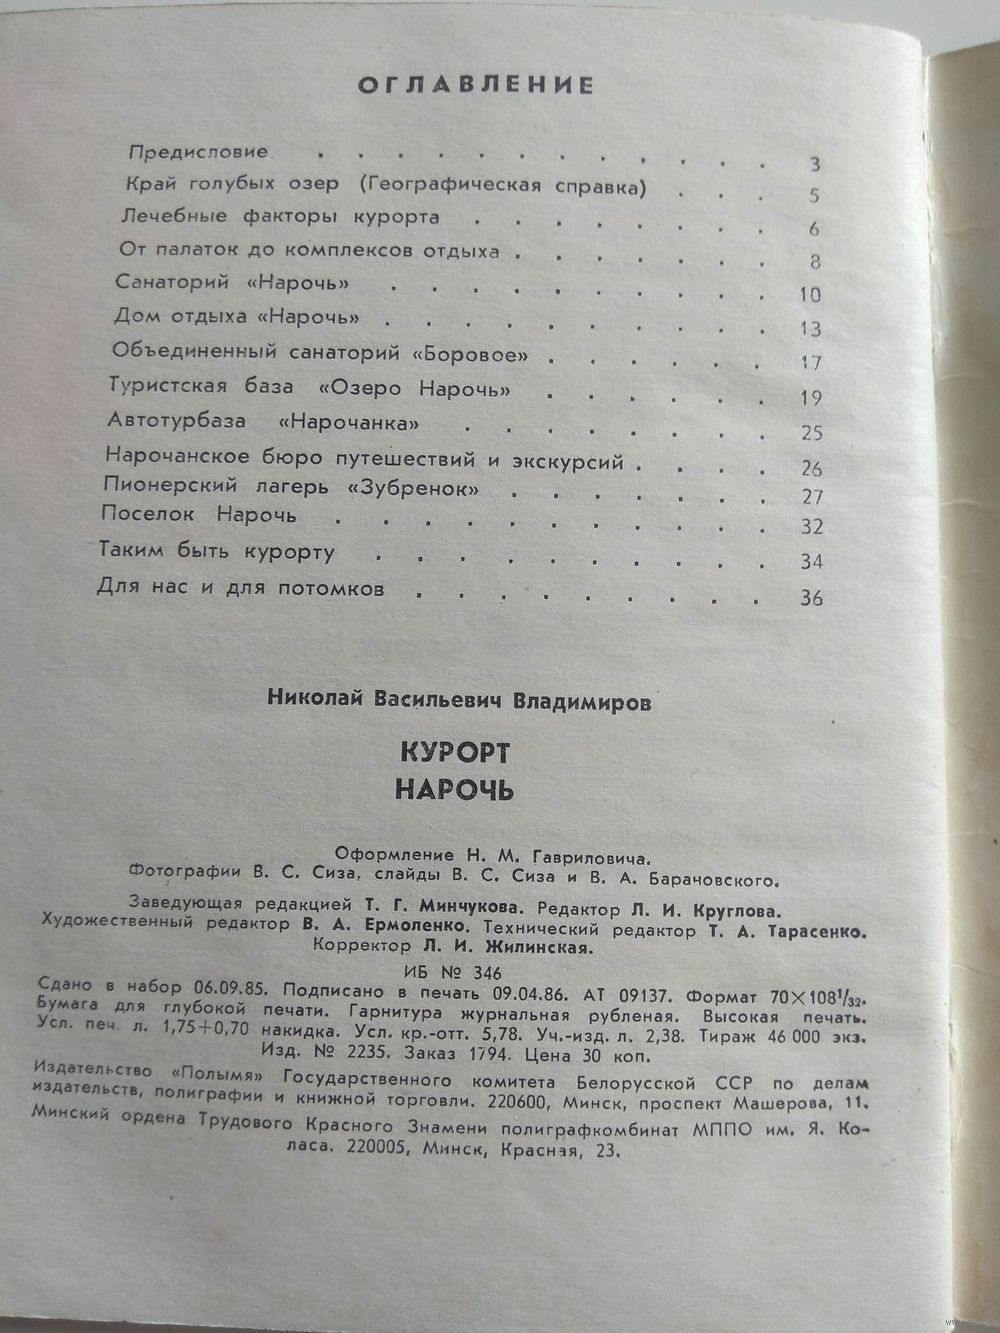 ОГЛАВЛЕНИЕ
Предисловие . . . . . . . . . . . . 3
Край голубых озер (Географическая справка) . . . 5
Лечебные факторы курорта . . . . . . . . 6
От палаток до комплексов отдыха . . . . . . . 8
Санаторий «Нарочь» . . . . . . . . . . 10
Дом отдыха «Нарочь» . . . . . . . . . . 13
Объединенный санаторий «Боровое» . . . . . . 17
Туристская база «Озеро Нарочь» . . . . . . 19
Автотурбаза «Нарочанка» . . . . . . . . 25
Нарочанское бюро путешествий и экскурсий . . . . 26
Пионерский лагерь «Зубренок» . . . . . . . 27
Поселок Нарочь . . . . . . . . . . . 32
Таким быть курорту . . . . . . . . . . 34
Для нас и для потомков . . . . . . . . . 36
Николай Васильевич Владимиров
КУРОРТ
НАРОЧЬ
Оформление Н. М. Гавриловича.
Фотографии В. С. Сиза, слайды В. С. Сиза и В. А. Барановского.
Заведующая редакцией Т. Г. Минчукова. Редактор Л. И. Круглова.
Художественный редактор В. А. Ермоленко. Технический редактор Т. А. Тарасенко.
Корректор Л. И. Жилинская.
ИБ № 346
Сдано в набор 06.09.85. Подписано в печать 09.04.86. АТ 09137. Формат 70×108¹/₃₂.
Бумага для глубокой печати. Гарнитура журнальная рубленая. Высокая печать.
Усл. печ. л. 1,75+0,70 накидка. Усл. кр.-отт. 5,78. Уч.-изд. л. 2,38. Тираж 46 000 экз.
Изд. № 2235. Заказ 1794. Цена 30 коп.
Издательство «Полымя» Государственного комитета Белорусской ССР по делам
издательств, полиграфии и книжной торговли. 220600, Минск, проспект Машерова, 11.
Минский ордена Трудового Красного Знамени полиграфкомбинат МППО им. Я. Ко-
ласа. 220005, Минск, Красная, 23.